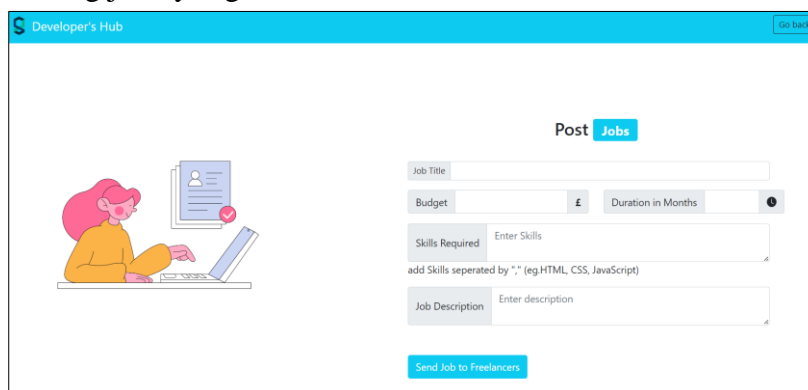 Developer's Hub
Go back
Post Jobs
Job Title
Budget £ Duration in Months
Skills Required Enter Skills
add Skills seperated by "," (eg.HTML, CSS, JavaScript)
Job Description Enter description
Send Job to Freelancers